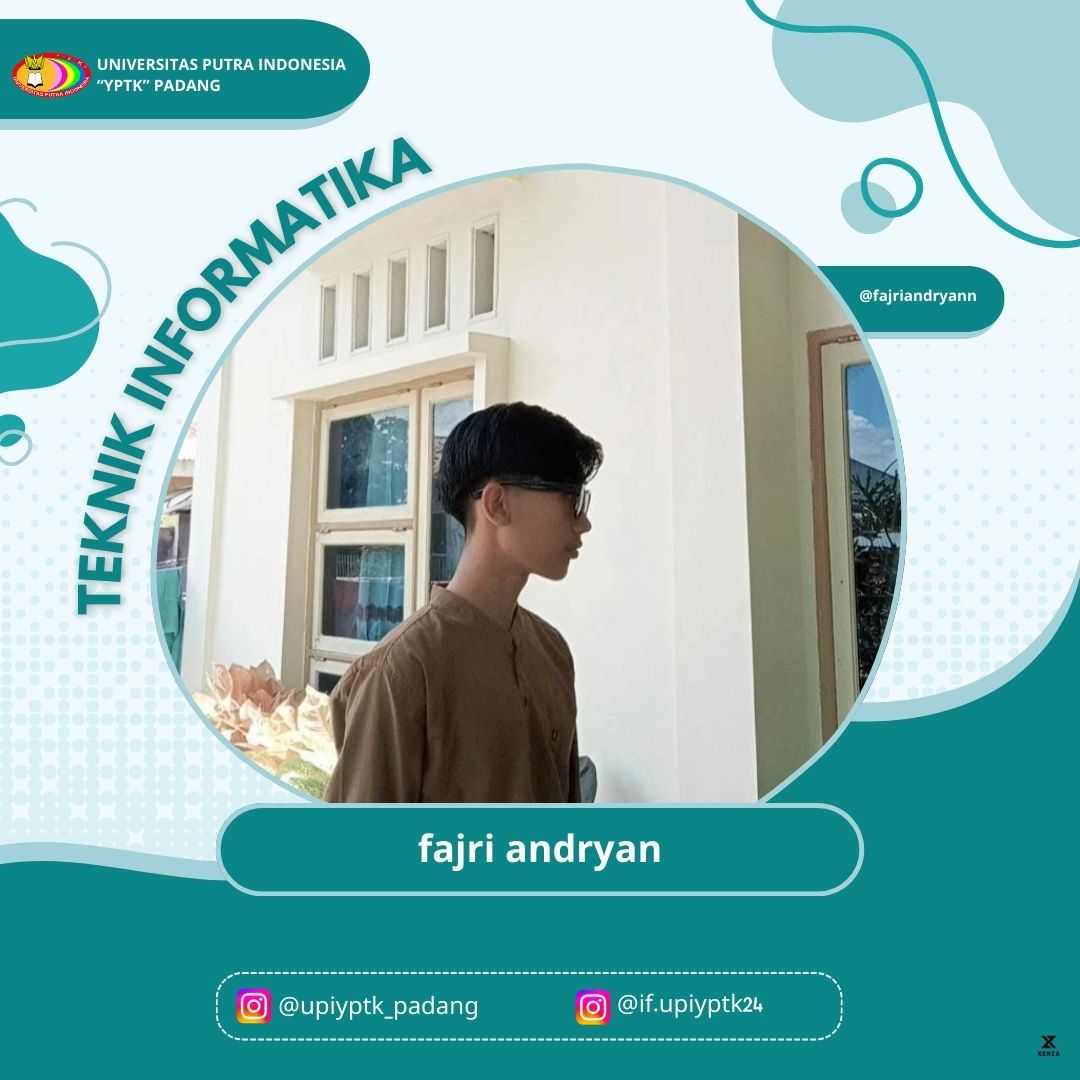 UNIVERSITAS PUTRA INDONESIA
“YPTK” PADANG
TEKNIK INFORMATIKA
@fajriandryann
fajri andryan
@upiyptk_padang
@if.upiyptk24
XENZA